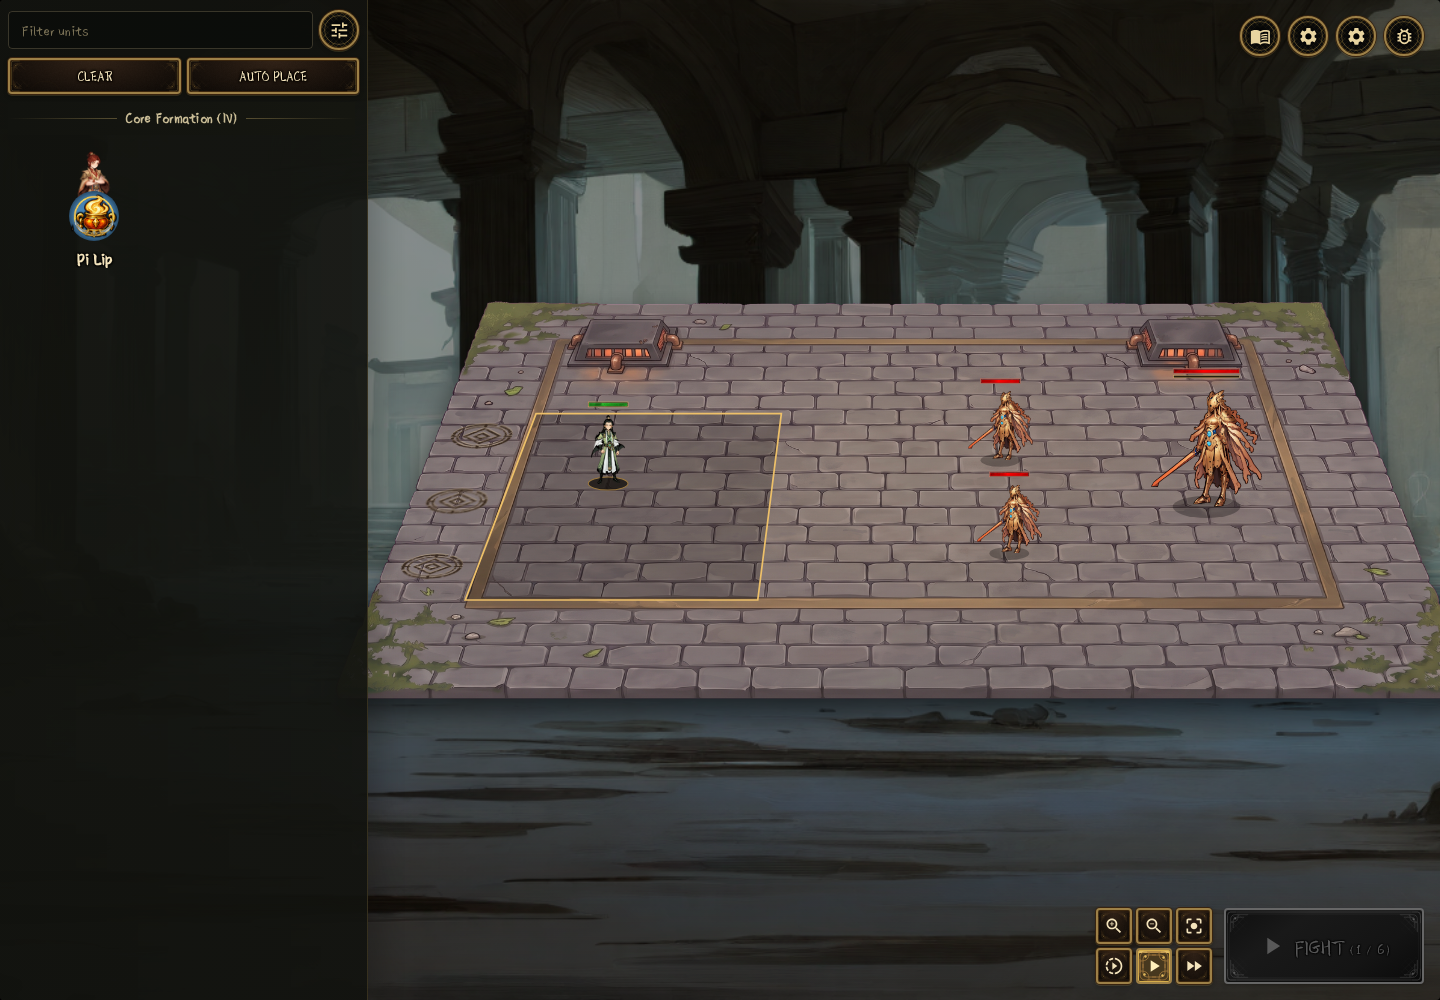 Filter units
CLEAR
AUTO PLACE
Core Formation (IV)
Pi Lip
FIGHT (1 / 6)